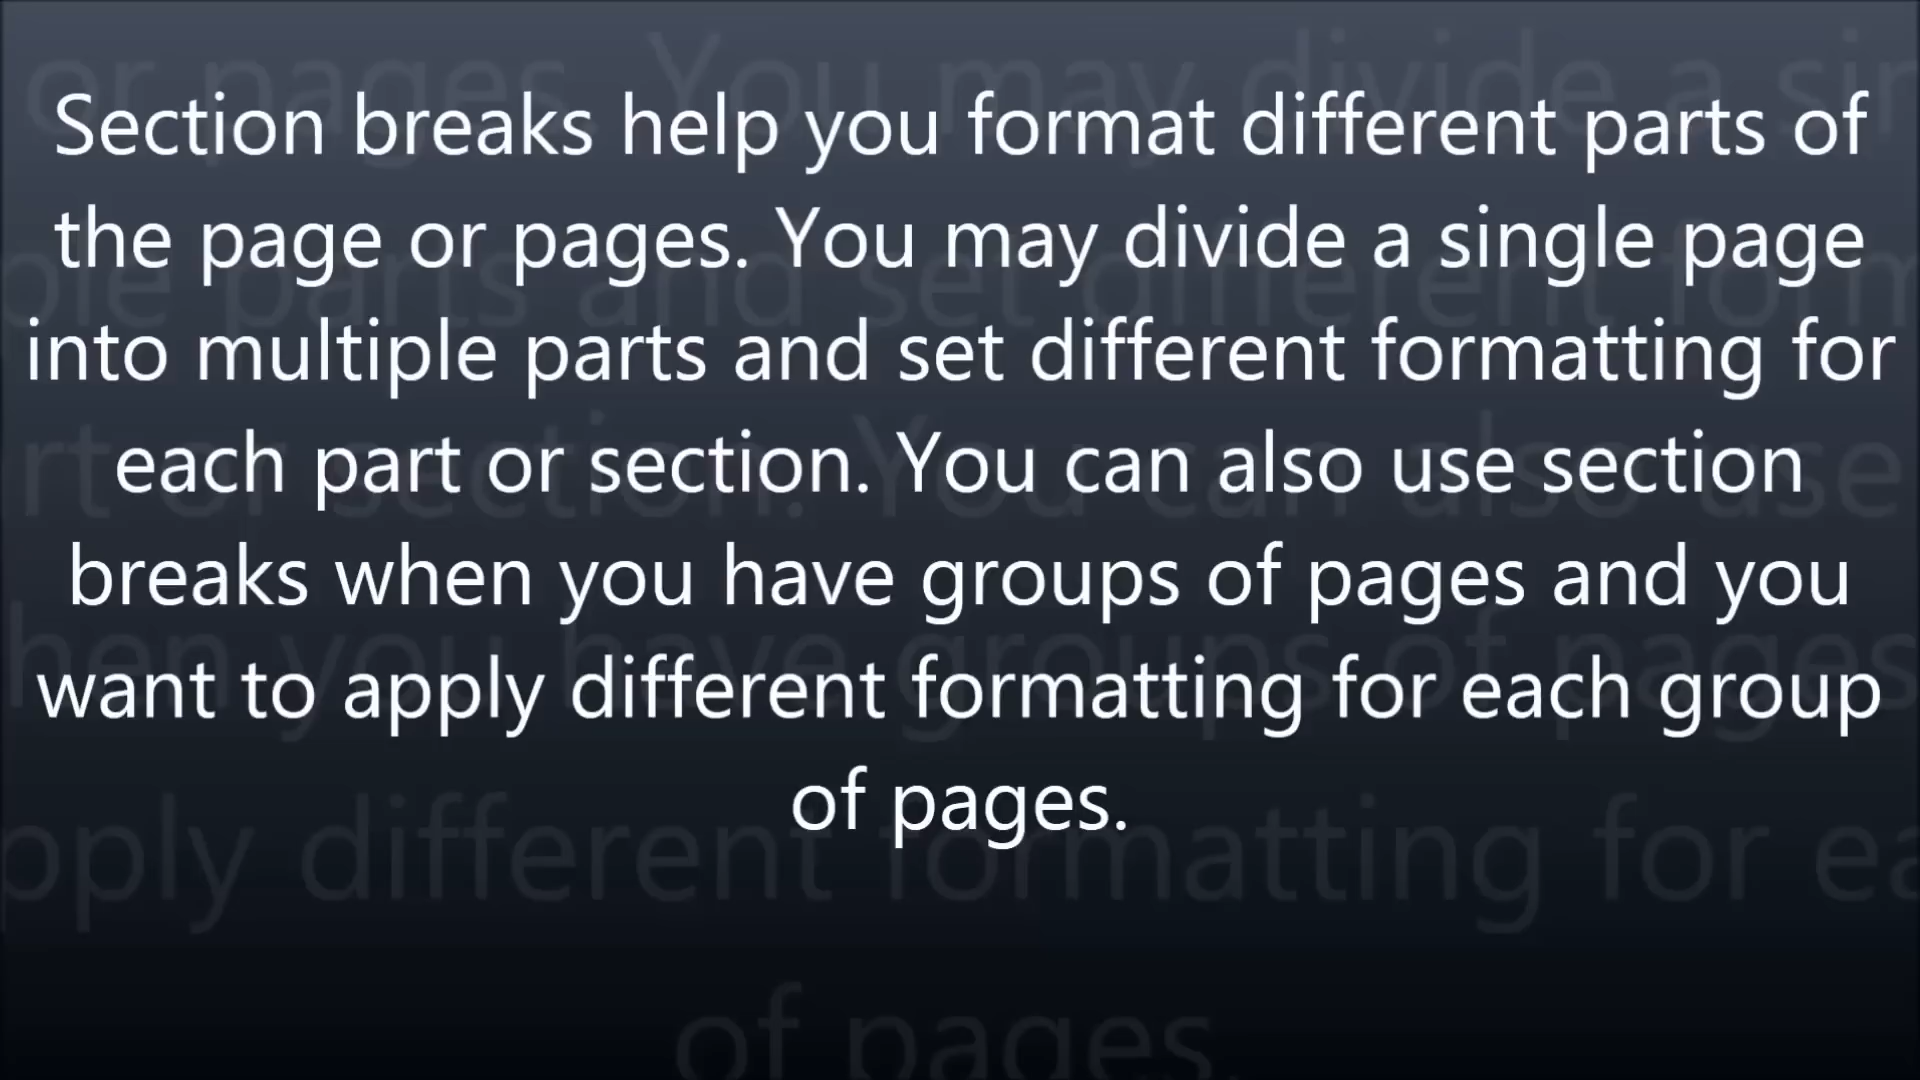 Section breaks help you format different parts of
the page or pages. You may divide a single page
into multiple parts and set different formatting for
each part or section. You can also use section
breaks when you have groups of pages and you
want to apply different formatting for each group
of pages.